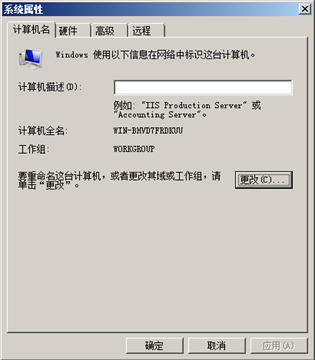 系统属性
计算机名 硬件 高级 远程
Windows 使用以下信息在网络中标识这台计算机。
计算机描述(D):
例如: "IIS Production Server" 或
"Accounting Server"。
计算机全名: WIN-BHVD7FRDKUU
工作组: WORKGROUP
要重命名这台计算机，或者更改其域或工作组，请
单击“更改”。
更改(C)...
确定 取消 应用(A)